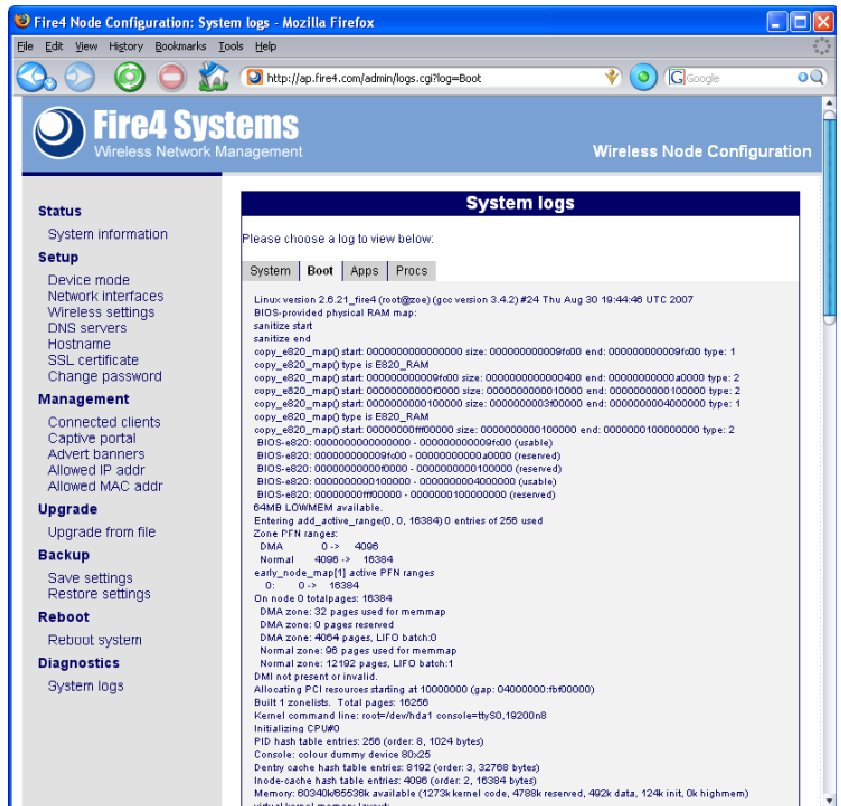 Fire4 Node Configuration: System logs - Mozilla Firefox
File Edit View History Bookmarks Tools Help
http://ap.fire4.com/admin/logs.cgi?log=Boot
G Google
Fire4 Systems
Wireless Network Management
Wireless Node Configuration
Status
System information
Setup
Device mode
Network interfaces
Wireless settings
DNS servers
Hostname
SSL certificate
Change password
Management
Connected clients
Captive portal
Advert banners
Allowed IP addr
Allowed MAC addr
Upgrade
Upgrade from file
Backup
Save settings
Restore settings
Reboot
Reboot system
Diagnostics
System logs
System logs
Please choose a log to view below:
System Boot Apps Procs
Linux version 2.6.21_fire4 (root@zoe) (gcc version 3.4.2) #24 Thu Aug 30 19:44:46 UTC 2007
BIOS-provided physical RAM map:
sanitize start
sanitize end
copy_e820_map() start: 0000000000000000 size: 000000000009fc00 end: 000000000009fc00 type: 1
copy_e820_map() type is E820_RAM
copy_e820_map() start: 000000000009fc00 size: 0000000000000400 end: 00000000000a0000 type: 2
copy_e820_map() start: 00000000000f0000 size: 0000000000010000 end: 0000000000100000 type: 2
copy_e820_map() start: 0000000000100000 size: 0000000003f00000 end: 0000000004000000 type: 1
copy_e820_map() type is E820_RAM
copy_e820_map() start: 00000000fff00000 size: 0000000000100000 end: 0000000100000000 type: 2
BIOS-e820: 0000000000000000 - 000000000009fc00 (usable)
BIOS-e820: 000000000009fc00 - 00000000000a0000 (reserved)
BIOS-e820: 00000000000f0000 - 0000000000100000 (reserved)
BIOS-e820: 0000000000100000 - 0000000004000000 (usable)
BIOS-e820: 00000000fff00000 - 0000000100000000 (reserved)
64MB LOWMEM available.
Entering add_active_range(0, 0, 16384) 0 entries of 256 used
Zone PFN ranges:
DMA 0 -> 4096
Normal 4096 -> 16384
early_node_map[1] active PFN ranges
0: 0 -> 16384
On node 0 totalpages: 16384
DMA zone: 32 pages used for memmap
DMA zone: 0 pages reserved
DMA zone: 4064 pages, LIFO batch:0
Normal zone: 96 pages used for memmap
Normal zone: 12192 pages, LIFO batch:1
DMI not present or invalid.
Allocating PCI resources starting at 10000000 (gap: 04000000:fbf00000)
Built 1 zonelists. Total pages: 16256
Kernel command line: root=/dev/hda1 console=ttyS0,19200n8
Initializing CPU#0
PID hash table entries: 256 (order: 8, 1024 bytes)
Console: colour dummy device 80x25
Dentry cache hash table entries: 8192 (order: 3, 32768 bytes)
Inode-cache hash table entries: 4096 (order: 2, 16384 bytes)
Memory: 60340k/65536k available (1273k kernel code, 4788k reserved, 492k data, 124k init, 0k highmem)
virtual kernel memory layout: